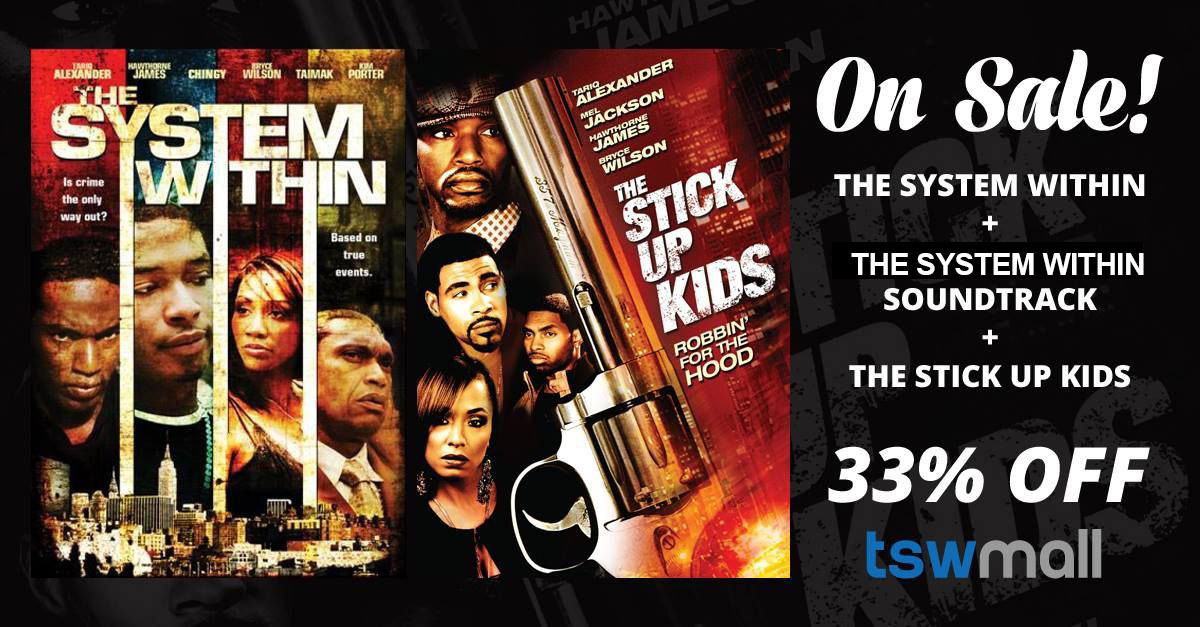 TARIQ ALEXANDER
HAWTHORNE JAMES
CHINGY
BRYCE WILSON
TAIMAK
KIM PORTER
THE
SYSTEM
WITHIN
Is crime
the only
way out?
Based on
true
events.
TARIQ
ALEXANDER
MEL
JACKSON
HAWTHORNE
JAMES
BRYCE
WILSON
THE
STICK
UP
KIDS
ROBBIN'
FOR THE
HOOD
On Sale!
THE SYSTEM WITHIN
+
THE SYSTEM WITHIN
SOUNDTRACK
+
THE STICK UP KIDS
33% OFF
tswmall